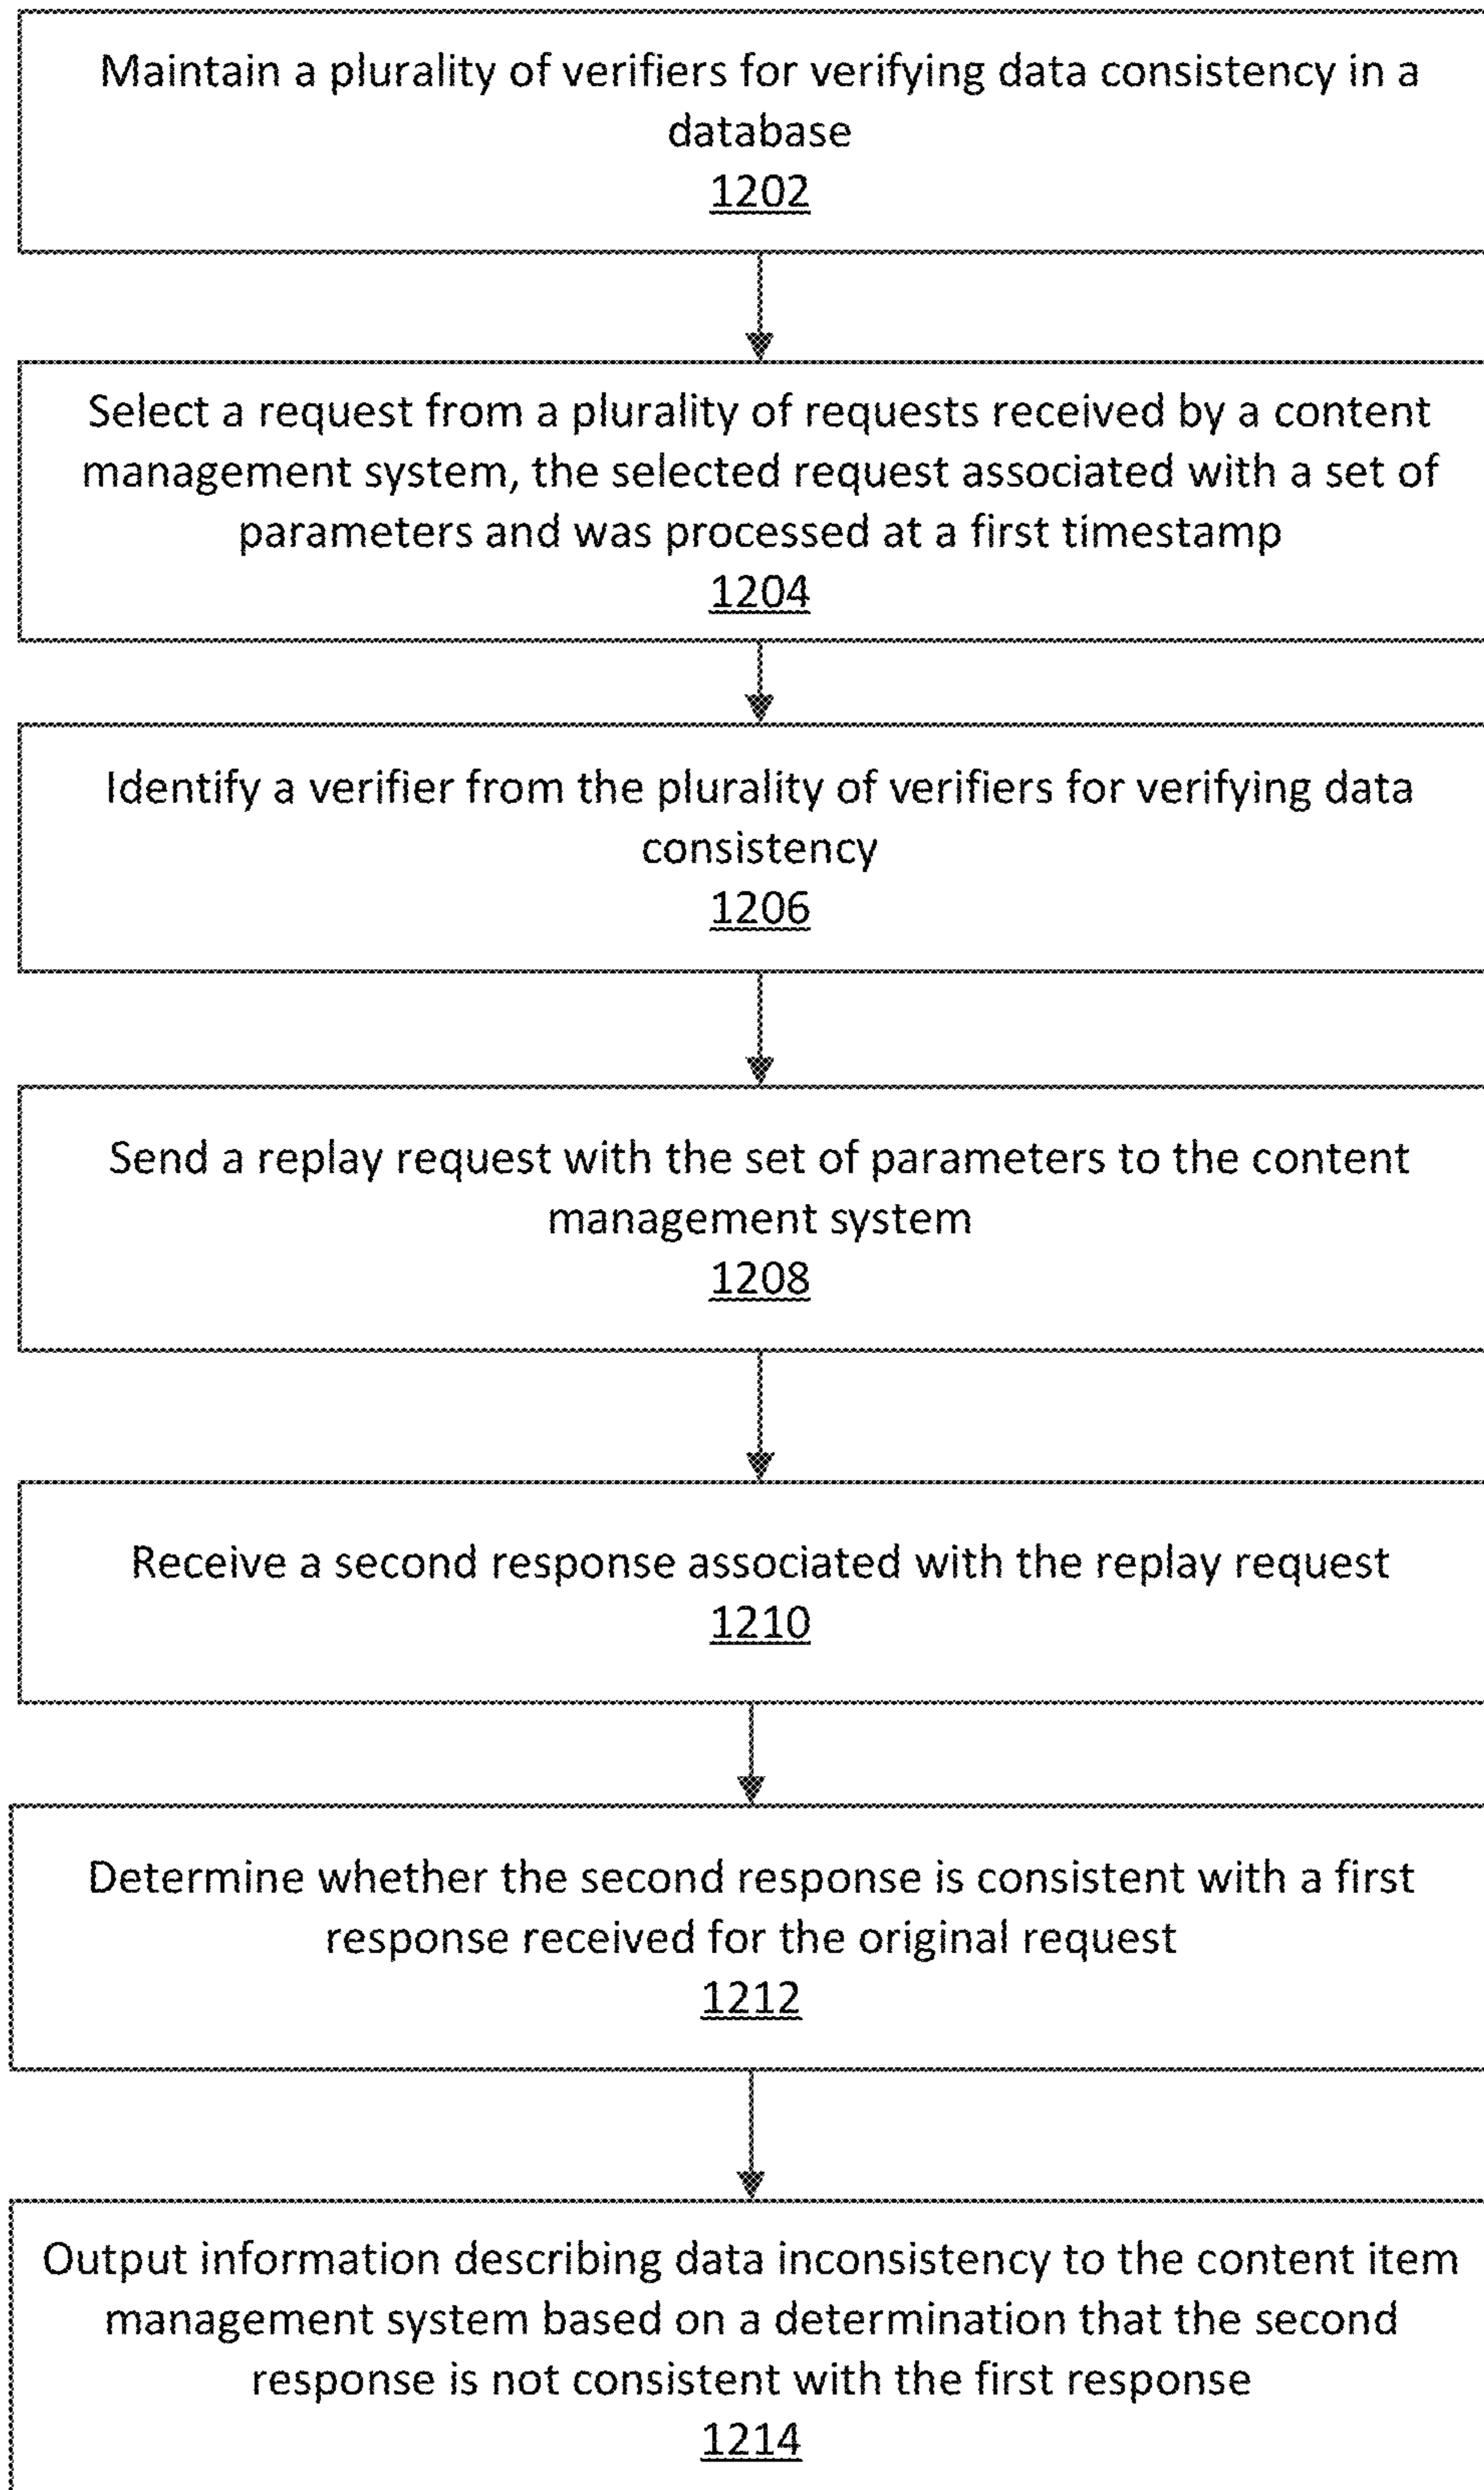 Maintain a plurality of verifiers for verifying data consistency in a
database
1202
Select a request from a plurality of requests received by a content
management system, the selected request associated with a set of
parameters and was processed at a first timestamp
1204
Identify a verifier from the plurality of verifiers for verifying data
consistency
1206
Send a replay request with the set of parameters to the content
management system
1208
Receive a second response associated with the replay request
1210
Determine whether the second response is consistent with a first
response received for the original request
1212
Output information describing data inconsistency to the content item
management system based on a determination that the second
response is not consistent with the first response
1214